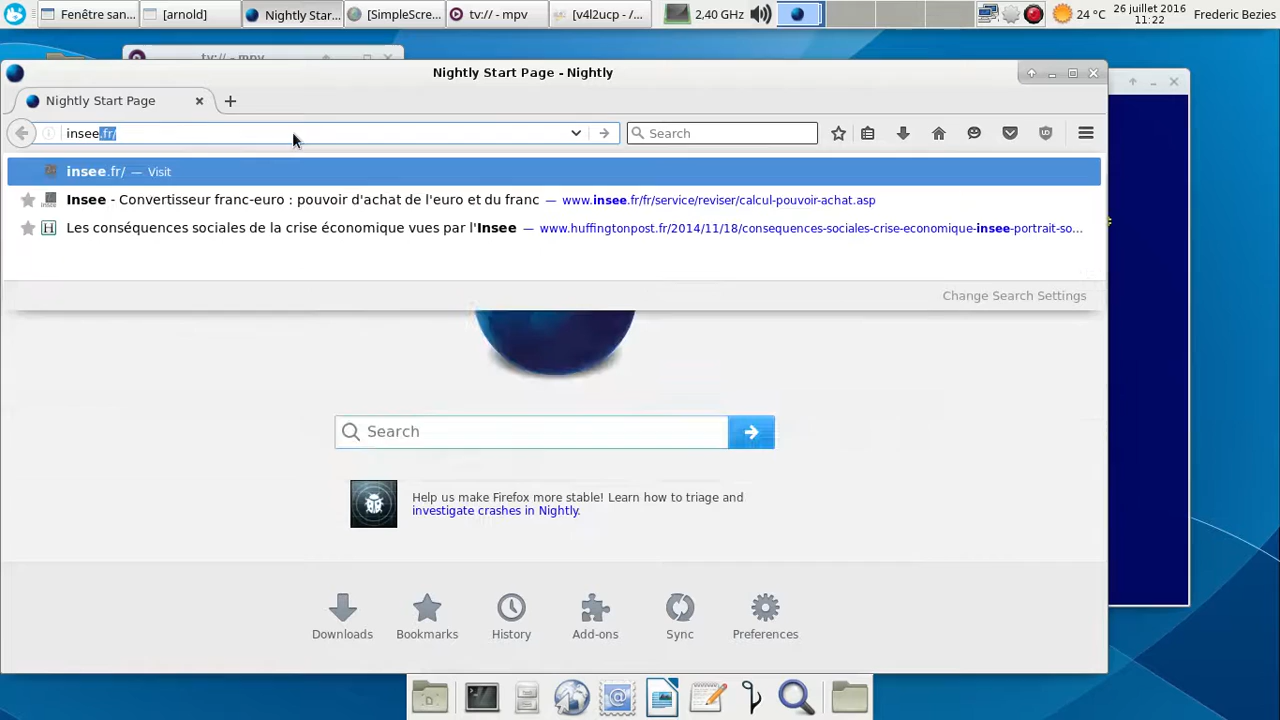 Fenêtre san...
[arnold]
Nightly Star...
[SimpleScre...
tv:// - mpv
[v4l2ucp - /...
2,40 GHz
24 °C
26 juillet 2016
11:22
Frederic Bezies
tv:// - mpv
Nightly Start Page - Nightly
Nightly Start Page
insee.fr/
Search
insee.fr/ — Visit
Insee - Convertisseur franc-euro : pouvoir d'achat de l'euro et du franc — www.insee.fr/fr/service/reviser/calcul-pouvoir-achat.asp
Les conséquences sociales de la crise économique vues par l'Insee — www.huffingtonpost.fr/2014/11/18/consequences-sociales-crise-economique-insee-portrait-so...
Change Search Settings
Search
Help us make Firefox more stable! Learn how to triage and
investigate crashes in Nightly.
Downloads
Bookmarks
History
Add-ons
Sync
Preferences